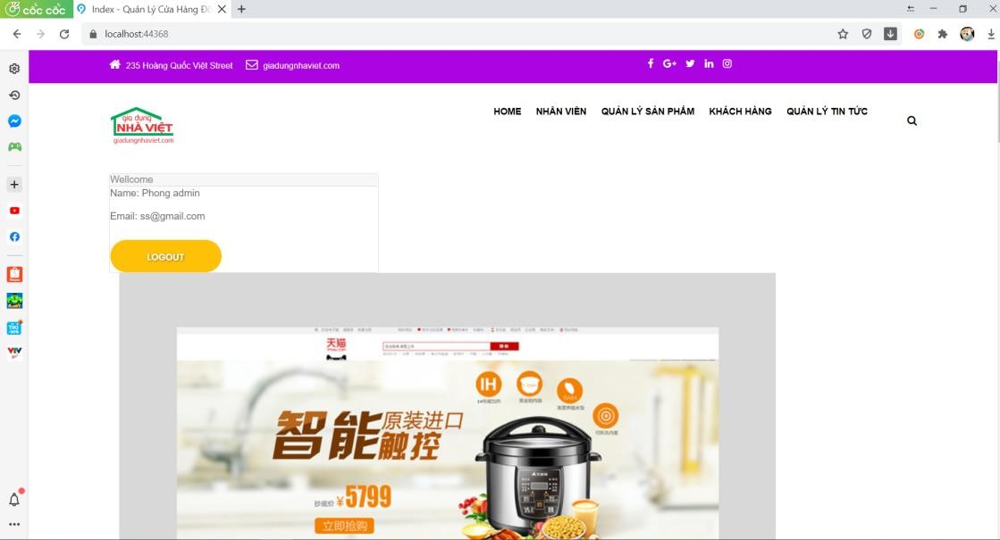 cốc cốc
Index - Quản Lý Cửa Hàng Đồ
localhost:44368
235 Hoàng Quốc Việt Street
giadungnhaviet.com
HOME
NHÂN VIÊN
QUẢN LÝ SẢN PHẨM
KHÁCH HÀNG
QUẢN LÝ TIN TỨC
gia dụng
NHÀ VIỆT
giadungnhaviet.com
Wellcome
Name: Phong admin
Email: ss@gmail.com
LOGOUT
天猫
IH
智能
原装进口
触控
抄底价 ¥5799
立即抢购